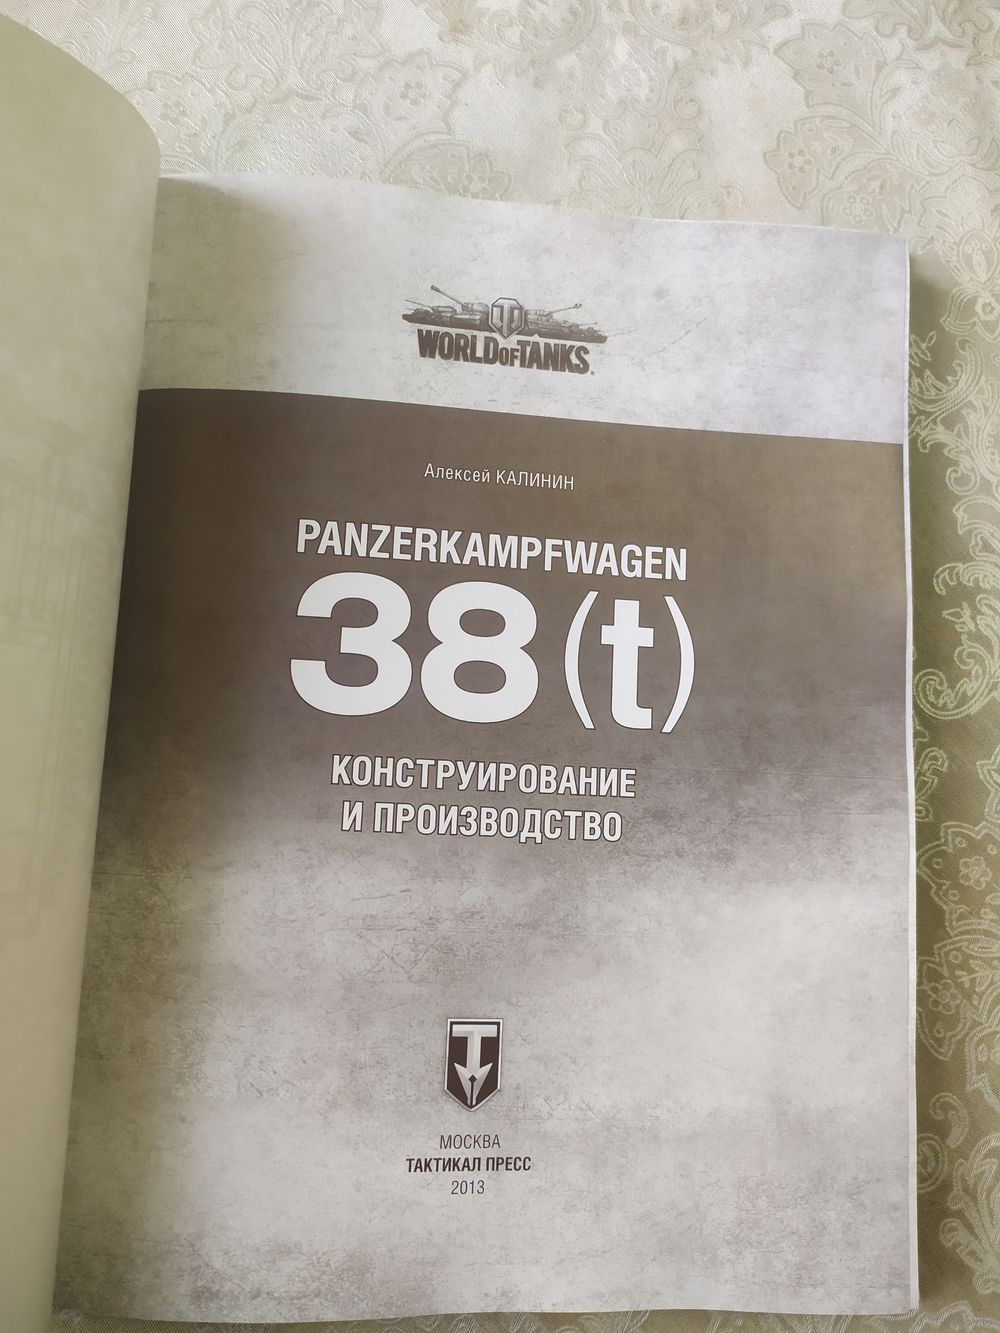 WORLD OF TANKS
Алексей КАЛИНИН
PANZERKAMPFWAGEN
38 (t)
КОНСТРУИРОВАНИЕ
И ПРОИЗВОДСТВО
МОСКВА
ТАКТИКАЛ ПРЕСС
2013